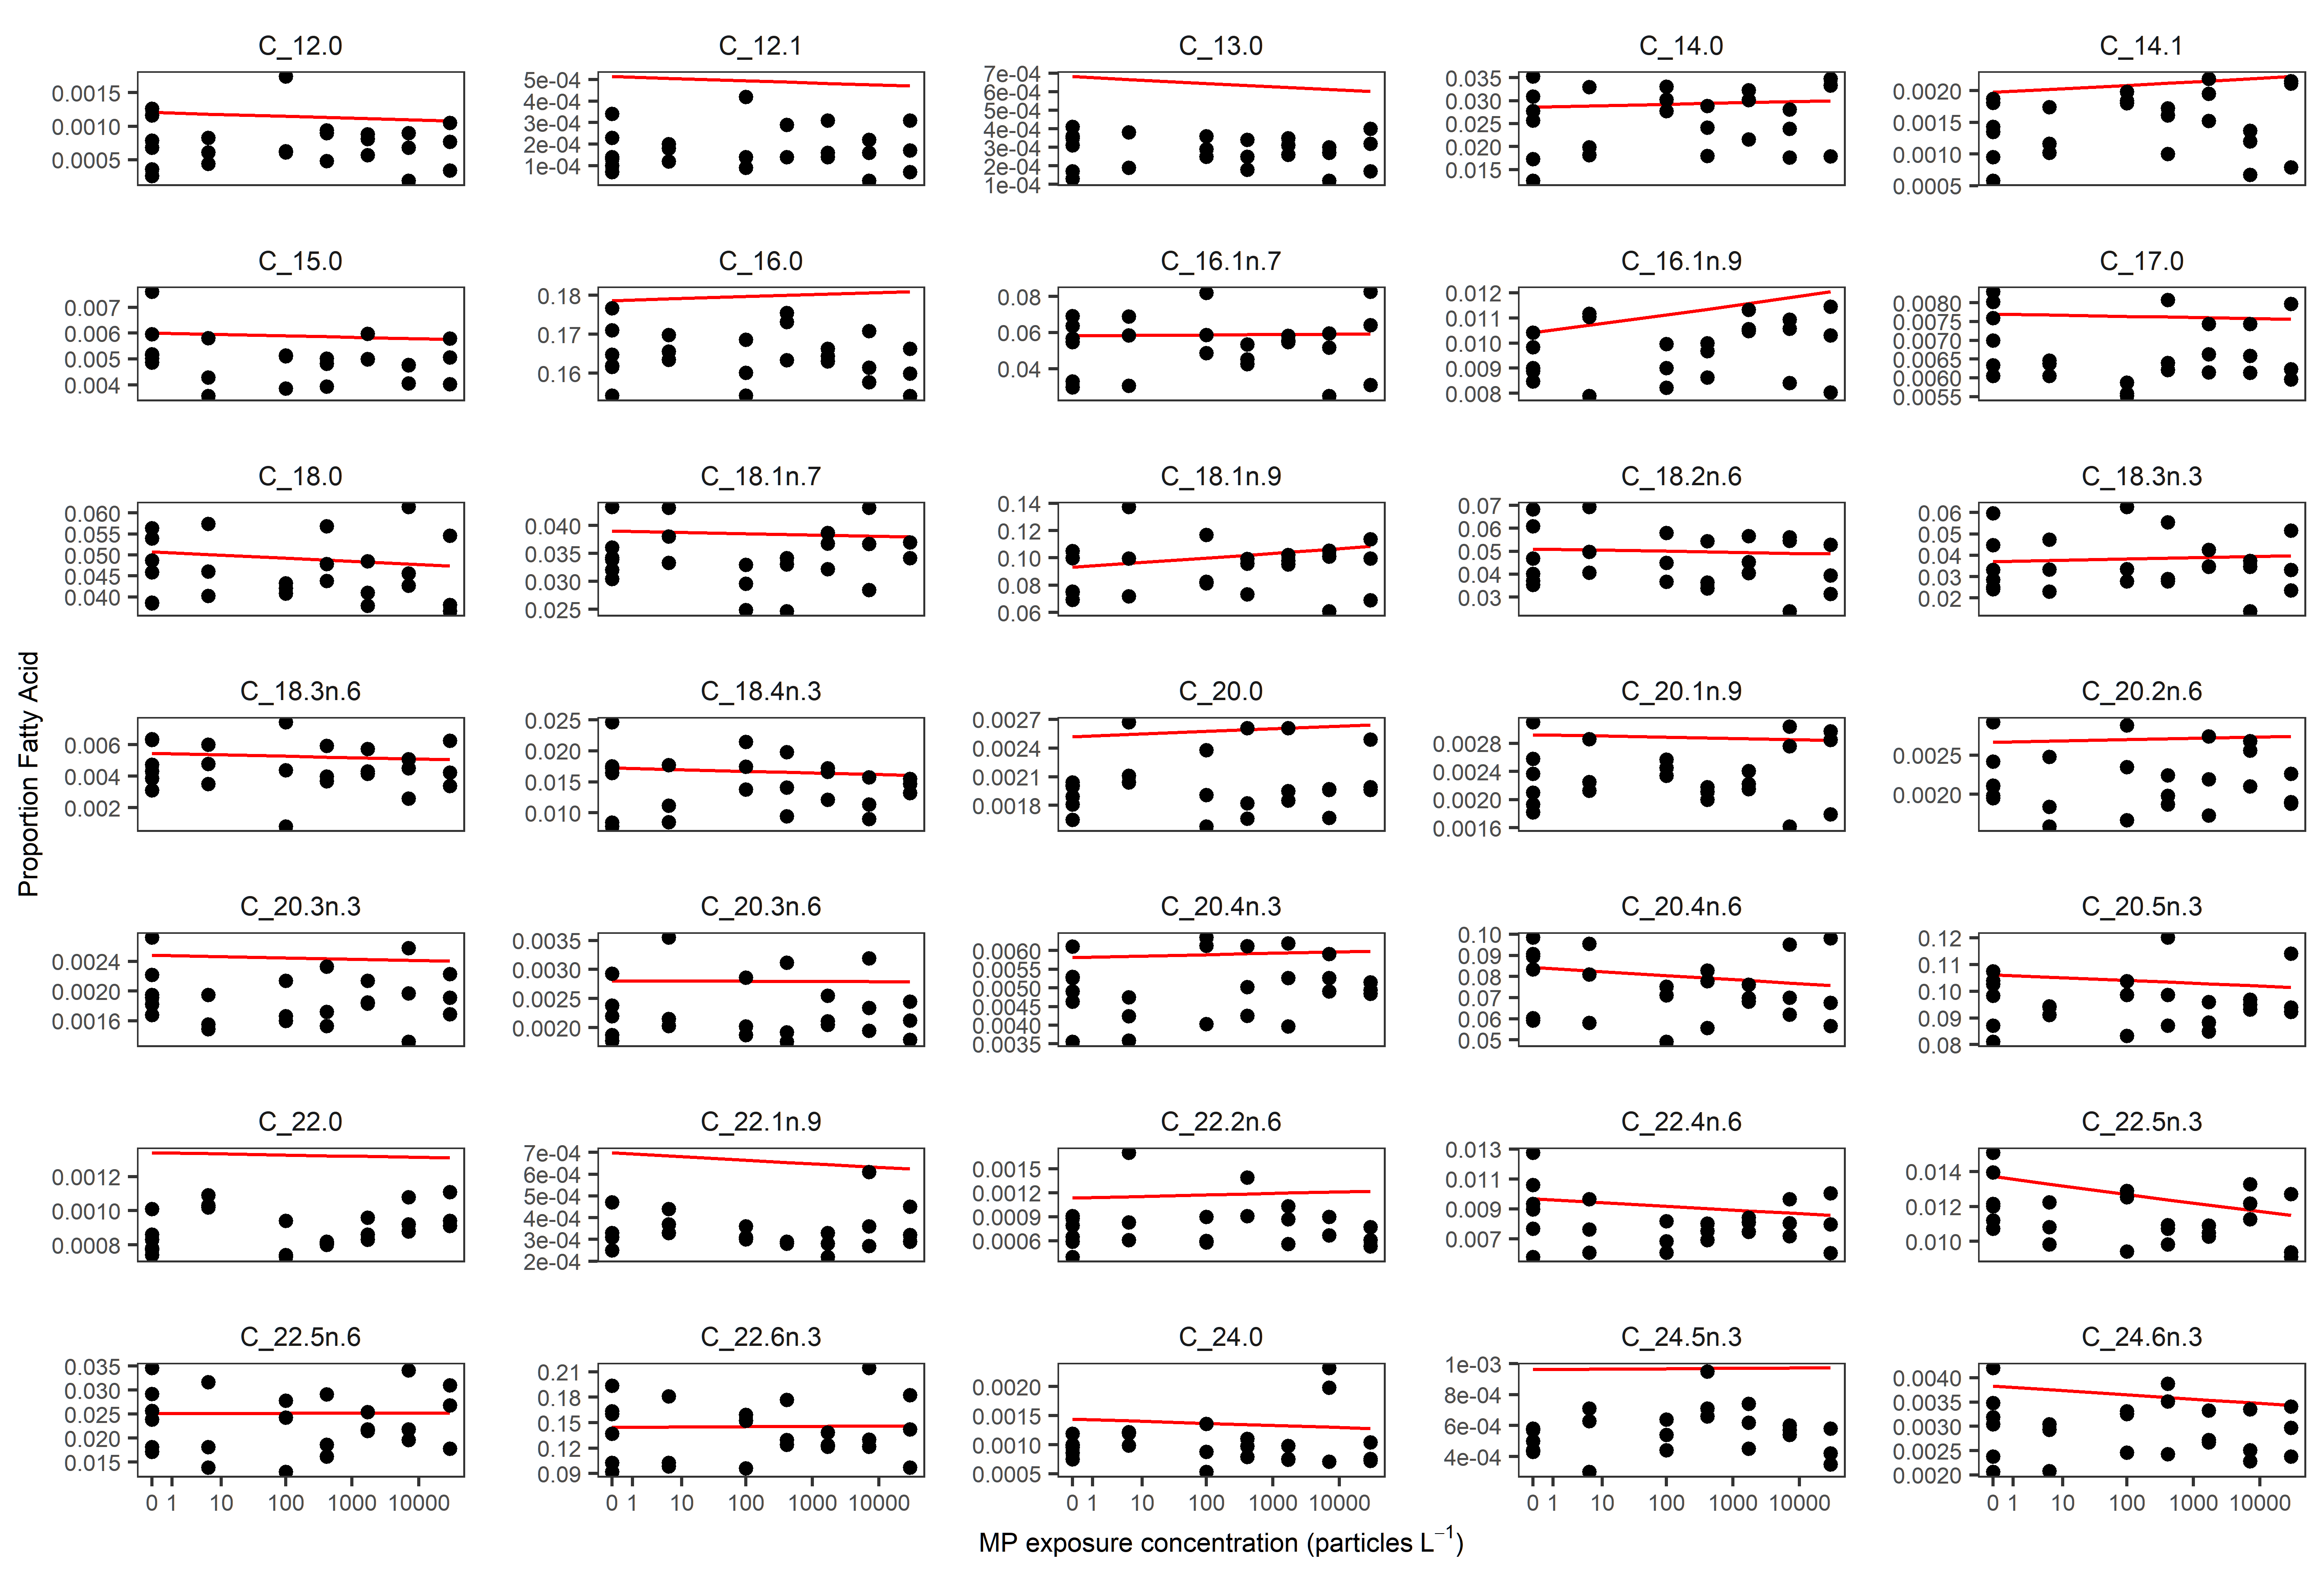 C_12.0 C_12.1 C_13.0 C_14.0 C_14.1
0.0015 0.0010 0.0005
5e-04 4e-04 3e-04 2e-04 1e-04
7e-04 6e-04 5e-04 4e-04 3e-04 2e-04 1e-04
0.035 0.030 0.025 0.020 0.015
0.0020 0.0015 0.0010 0.0005
C_15.0 C_16.0 C_16.1n.7 C_16.1n.9 C_17.0
0.007 0.006 0.005 0.004
0.18 0.17 0.16
0.08 0.06 0.04
0.012 0.011 0.010 0.009 0.008
0.0080 0.0075 0.0070 0.0065 0.0060 0.0055
C_18.0 C_18.1n.7 C_18.1n.9 C_18.2n.6 C_18.3n.3
0.060 0.055 0.050 0.045 0.040
0.040 0.035 0.030 0.025
0.14 0.12 0.10 0.08 0.06
0.07 0.06 0.05 0.04 0.03
0.06 0.05 0.04 0.03 0.02
Proportion Fatty Acid
C_18.3n.6 C_18.4n.3 C_20.0 C_20.1n.9 C_20.2n.6
0.006 0.004 0.002
0.025 0.020 0.015 0.010
0.0027 0.0024 0.0021 0.0018
0.0028 0.0024 0.0020 0.0016
0.0025 0.0020
C_20.3n.3 C_20.3n.6 C_20.4n.3 C_20.4n.6 C_20.5n.3
0.0024 0.0020 0.0016
0.0035 0.0030 0.0025 0.0020
0.0060 0.0055 0.0050 0.0045 0.0040 0.0035
0.10 0.09 0.08 0.07 0.06 0.05
0.12 0.11 0.10 0.09 0.08
C_22.0 C_22.1n.9 C_22.2n.6 C_22.4n.6 C_22.5n.3
0.0012 0.0010 0.0008
7e-04 6e-04 5e-04 4e-04 3e-04 2e-04
0.0015 0.0012 0.0009 0.0006
0.013 0.011 0.009 0.007
0.014 0.012 0.010
C_22.5n.6 C_22.6n.3 C_24.0 C_24.5n.3 C_24.6n.3
0.035 0.030 0.025 0.020 0.015
0.21 0.18 0.15 0.12 0.09
0.0020 0.0015 0.0010 0.0005
1e-03 8e-04 6e-04 4e-04
0.0040 0.0035 0.0030 0.0025 0.0020
0 1 10 100 1000 10000 0 1 10 100 1000 10000 0 1 10 100 1000 10000 0 1 10 100 1000 10000 0 1 10 100 1000 10000
MP exposure concentration (particles L⁻¹)